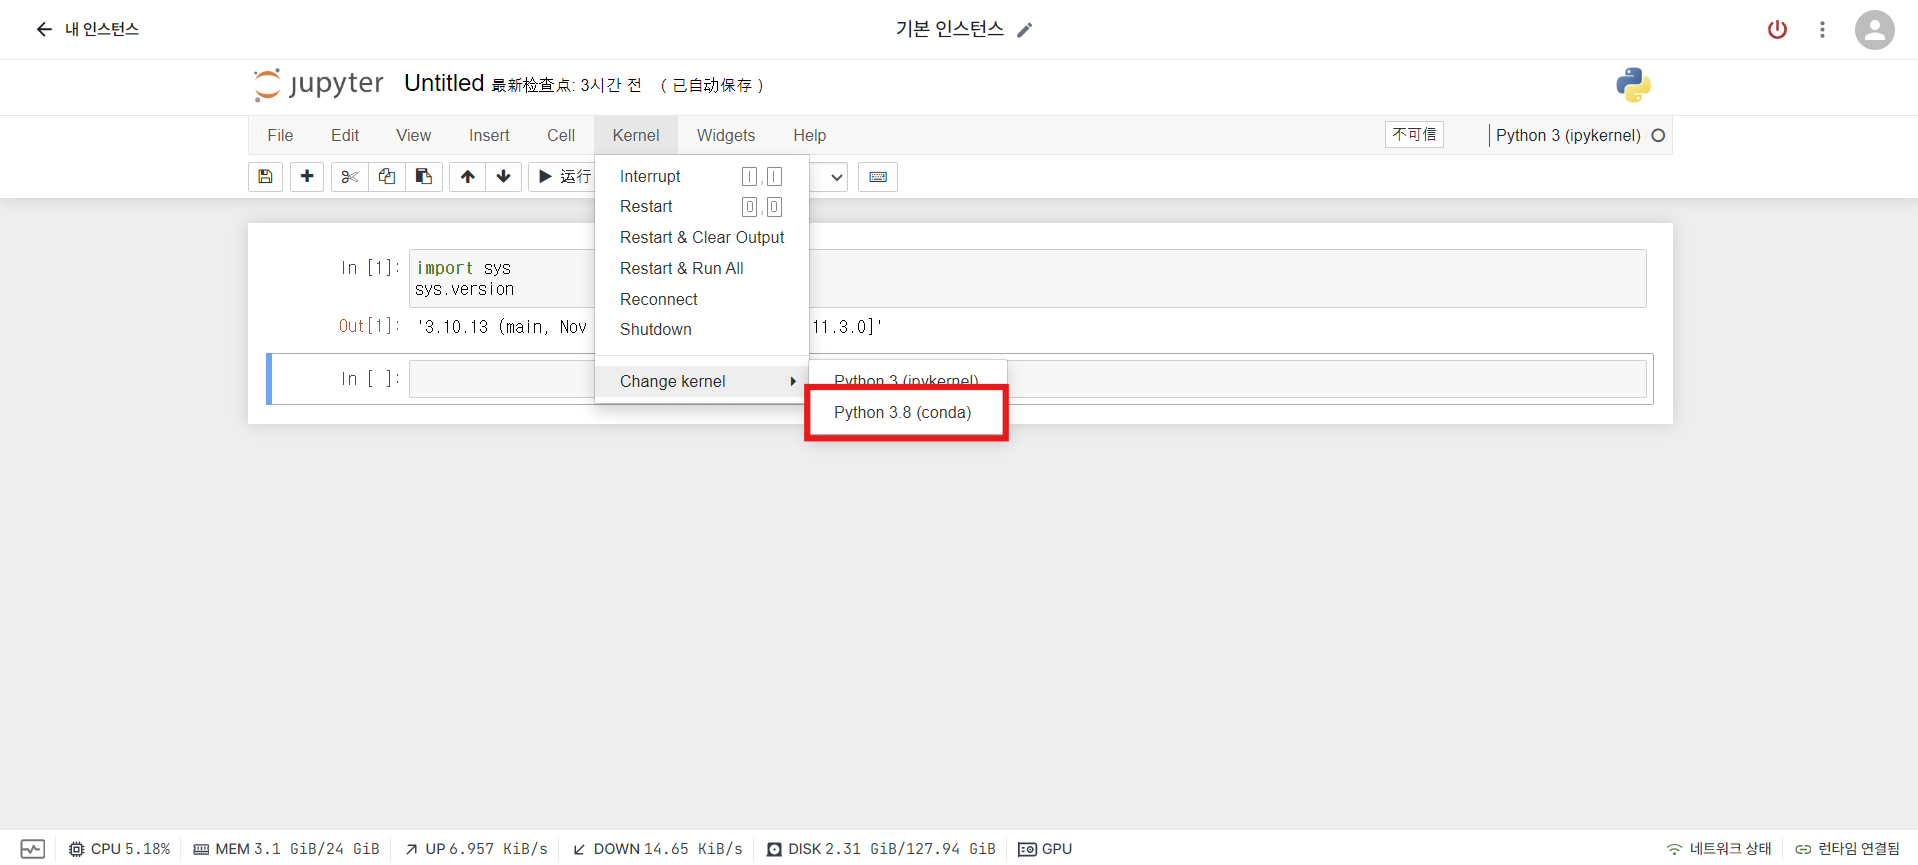 내 인스턴스
기본 인스턴스
jupyter Untitled 最新检查点: 3시간 전 ( 已自动保存 )
File Edit View Insert Cell Kernel Widgets Help 不可信 Python 3 (ipykernel)
运行
Interrupt I , I
Restart 0 , 0
Restart & Clear Output
Restart & Run All
Reconnect
Shutdown
Change kernel
Python 3 (ipykernel)
Python 3.8 (conda)
In [1]: import sys
sys.version
Out[1]: '3.10.13 (main, Nov 11.3.0]'
In [ ]:
CPU 5.18% MEM 3.1 GiB/24 GiB UP 6.957 KiB/s DOWN 14.65 KiB/s DISK 2.31 GiB/127.94 GiB GPU 네트워크 상태 런타임 연결됨